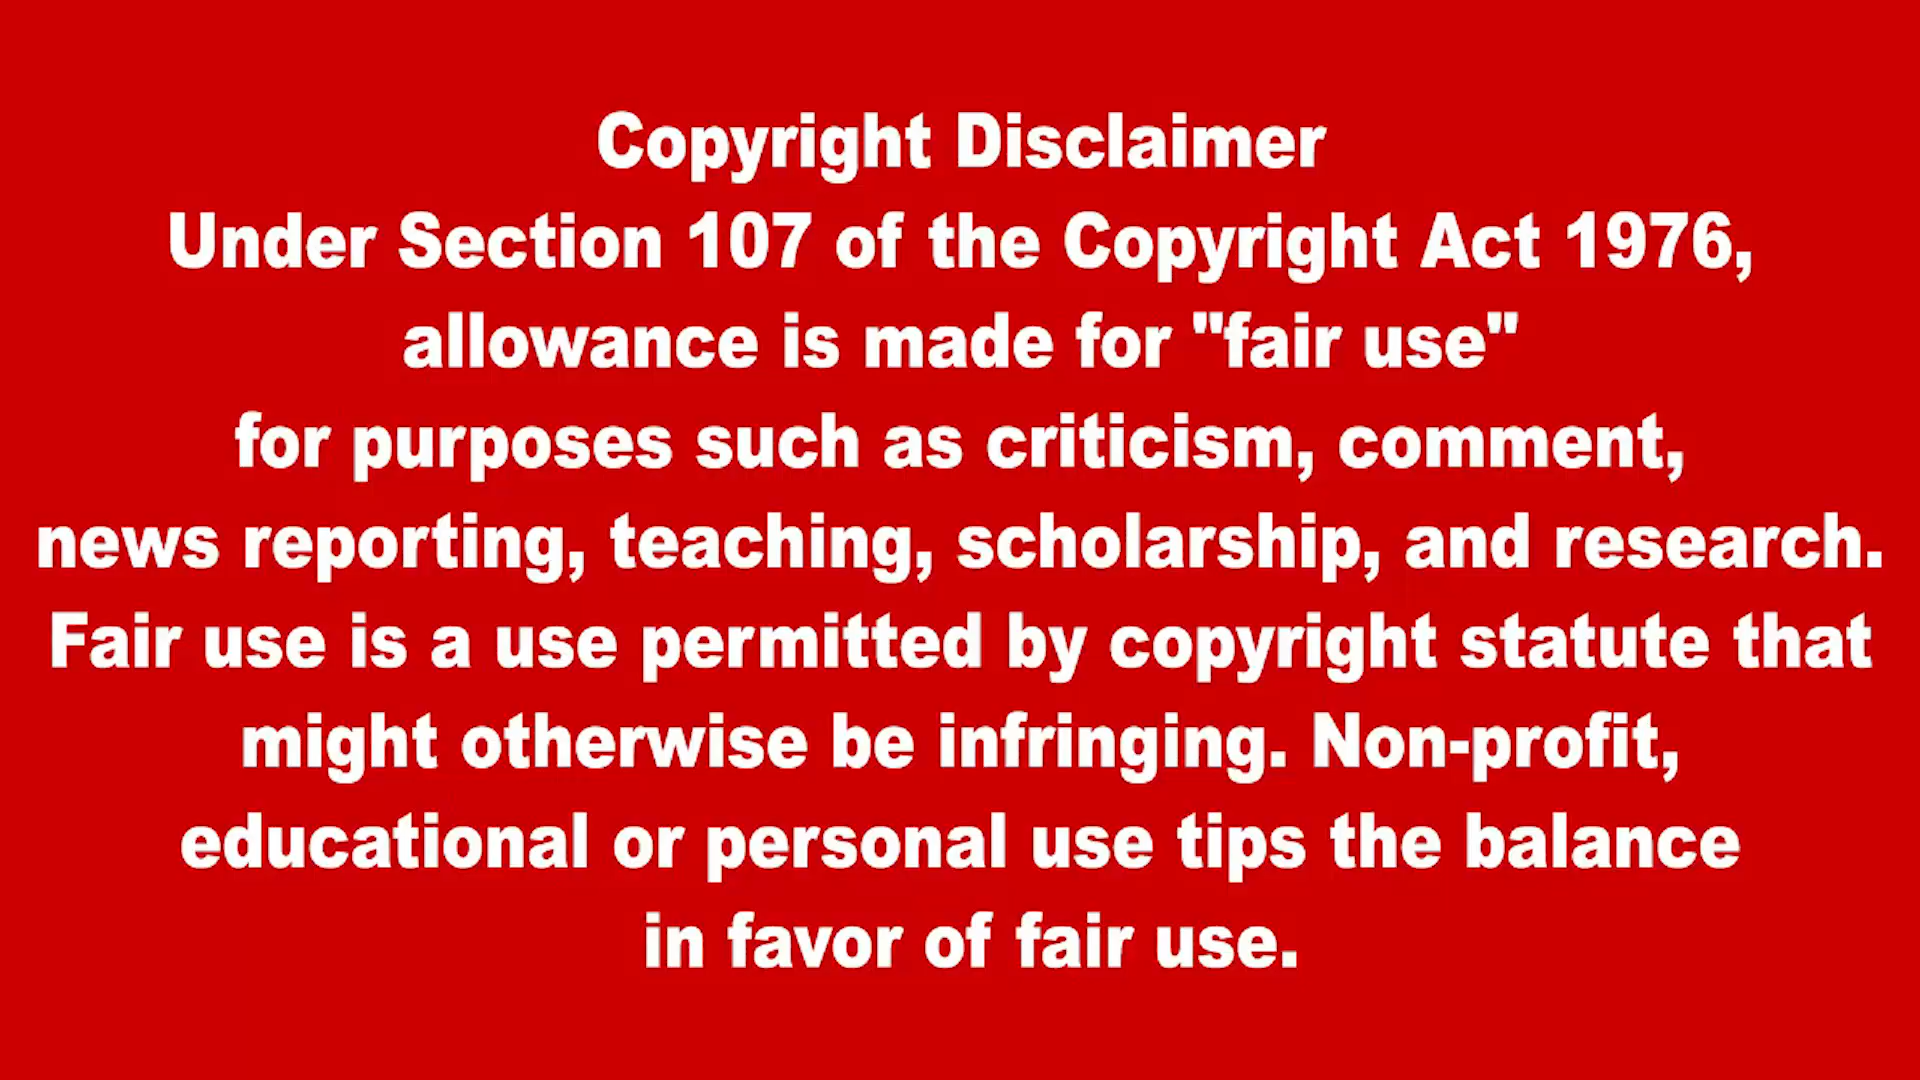 Copyright Disclaimer
Under Section 107 of the Copyright Act 1976,
allowance is made for "fair use"
for purposes such as criticism, comment,
news reporting, teaching, scholarship, and research.
Fair use is a use permitted by copyright statute that
might otherwise be infringing. Non-profit,
educational or personal use tips the balance
in favor of fair use.